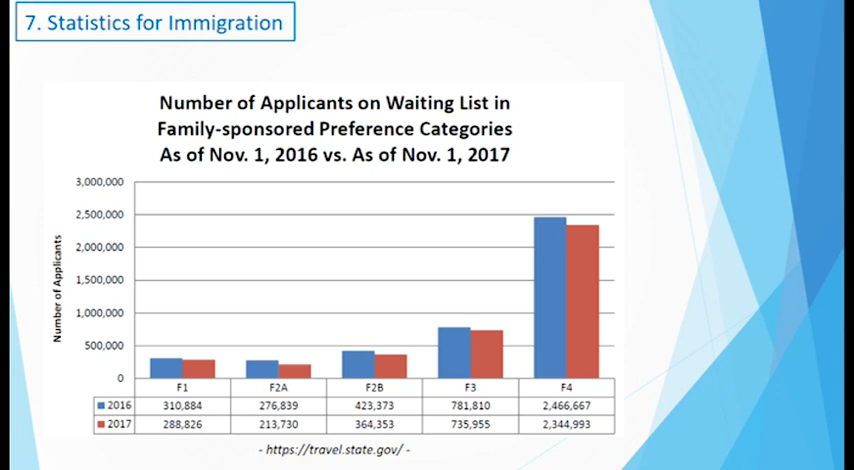 7. Statistics for Immigration
Number of Applicants on Waiting List in
Family-sponsored Preference Categories
As of Nov. 1, 2016 vs. As of Nov. 1, 2017
Number of Applicants
3,000,000
2,500,000
2,000,000
1,500,000
1,000,000
500,000
0
F1 F2A F2B F3 F4
2016 310,884 276,839 423,373 781,810 2,466,667
2017 288,826 213,730 364,353 735,955 2,344,993
- https://travel.state.gov/ -